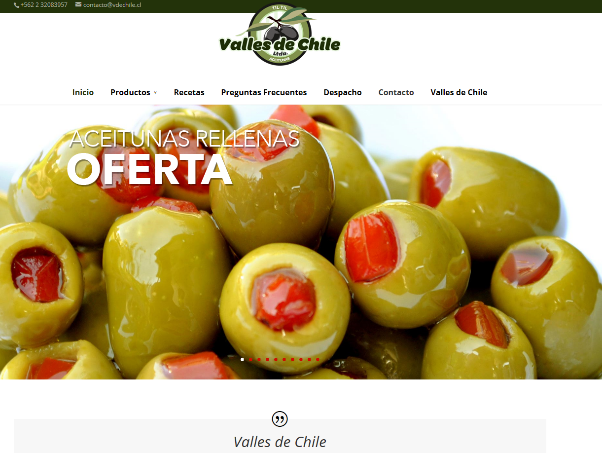 +562 2 32083957 contacto@vdechile.cl
Valles de Chile
Ltda.
Inicio Productos Recetas Preguntas Frecuentes Despacho Contacto Valles de Chile
ACEITUNAS RELLENAS
OFERTA
Valles de Chile